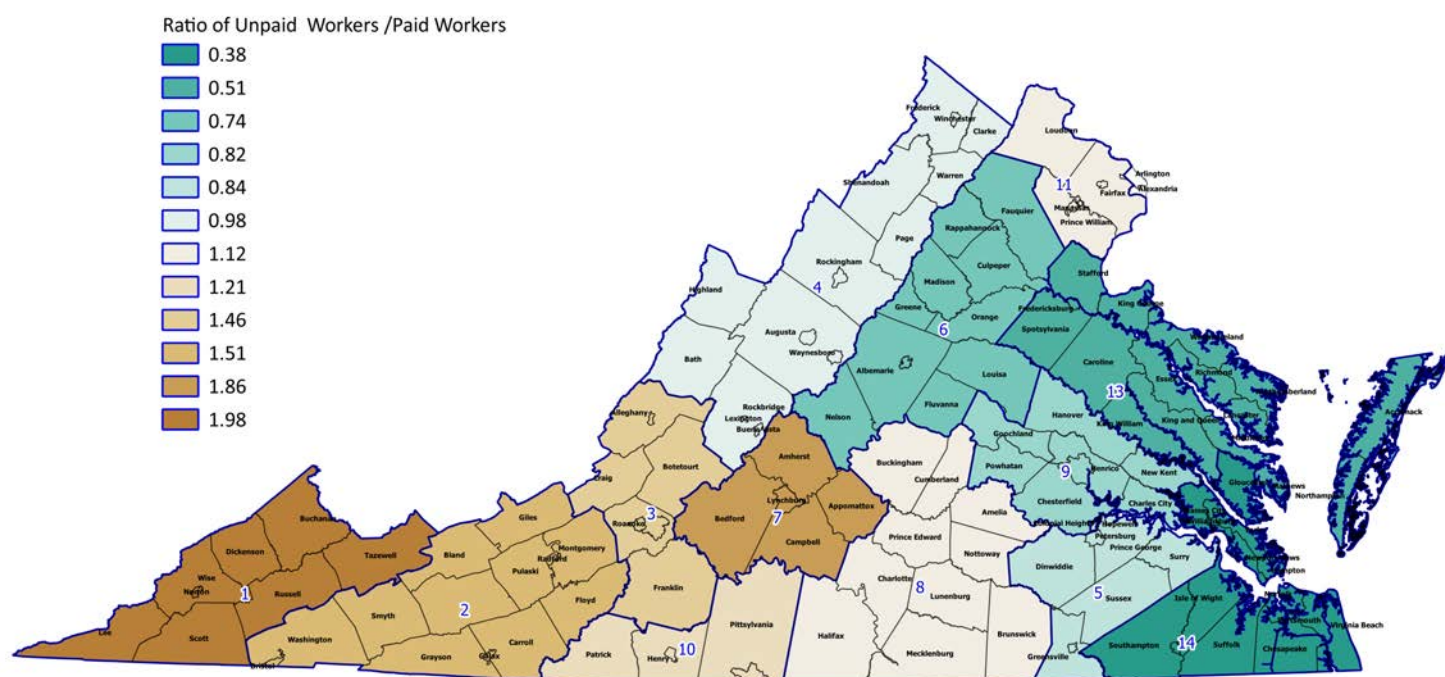 Ratio of Unpaid Workers /Paid Workers
0.38
0.51
0.74
0.82
0.84
0.98
1.12
1.21
1.46
1.51
1.86
1.98
Frederick
Winchester
Clarke
Loudoun
Shenandoah
Warren
11
Arlington
Alexandria
Fairfax
Prince William
Fauquier
Rappahannock
Page
Rockingham
Culpeper
Stafford
Madison
4
Highland
Greene
Orange
Fredericksburg
Spotsylvania
6
Augusta
Waynesboro
Bath
Albemarle
Louisa
Caroline
Essex
Richmond
13
Accomack
Nelson
Fluvanna
Hanover
Rockbridge
Lexington
Buena Vista
Alleghany
King William
King and Queen
Goochland
Amherst
Buckingham
Cumberland
Powhatan
9
Henrico
New Kent
Botetourt
Craig
Lynchburg
Bedford
7
Appomattox
Chesterfield
Charles City
Northampton
3
Roanoke
Amelia
Colonial Heights
Hopewell
Petersburg
Prince George
Surry
Buchanan
Giles
Campbell
Prince Edward
Nottoway
Dinwiddie
Dickenson
Tazewell
Bland
Montgomery
Radford
Pulaski
Wise
Norton
Russell
1
Franklin
Charlotte
8
Lunenburg
5
Sussex
Isle of Wight
Smyth
2
Floyd
Lee
Scott
Washington
Carroll
Pittsylvania
Halifax
Brunswick
Portsmouth
Virginia Beach
Bristol
Grayson
Galax
Patrick
Henry
10
Mecklenburg
Greensville
Southampton
14
Suffolk
Chesapeake